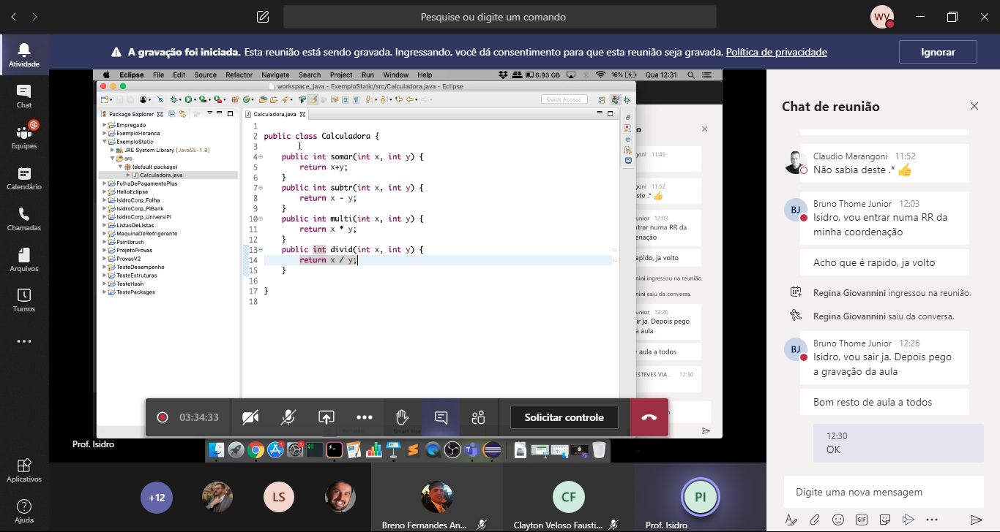 Pesquise ou digite um comando
WV
A gravação foi iniciada. Esta reunião está sendo gravada. Ingressando, você dá consentimento para que esta reunião seja gravada. Política de privacidade
Ignorar
Atividade
Chat
Equipes
Calendário
Chamadas
Arquivos
Turnos
Aplicativos
Ajuda
Eclipse File Edit Source Refactor Navigate Search Project Run Window Help
6.93 GB 16% Qua 12:31
workspace_java - ExemploStatic/src/Calculadora.java - Eclipse
Quick Access
Package Explorer
Empregado
ExemploHeranca
ExemploStatic
JRE System Library [JavaSE-1.8]
src
(default package)
Calculadora.java
FolhaDePagamentoPlus
HelloEclipse
IsidroCorp_Folha
IsidroCorp_PIBank
IsidroCorp_UniversiPI
ListasDeListas
MaquinaDeRefrigerante
Paintbrush
ProjetoProvas
ProvasV2
TesteDesempenho
TesteEstruturas
TesteHash
TestePackages
Calculadora.java
1
2 public class Calculadora {
3
4 public int somar(int x, int y) {
5 return x+y;
6 }
7 public int subtr(int x, int y) {
8 return x - y;
9 }
10 public int multi(int x, int y) {
11 return x * y;
12 }
13 public int divid(int x, int y) {
14 return x / y;
15 }
16
17 }
18
o
goni 11:45
goni 11:52
ste .*
unior 12:03
trar numa RR da
enação
apido, ja volto
nini ingressou na reunião.
nini saiu da conversa.
unior 12:26
ir ja. Depois pego
a aula
e aula a todos
ESTEVES VIA... 12:30
03:34:33
Solicitar controle
Prof. Isidro
+12
LS
Breno Fernandes An...
CF
Clayton Veloso Fausti...
PI
Prof. Isidro
Chat de reunião
Claudio Marangoni 11:52
Não sabia deste .*
BJ
Bruno Thome Junior 12:03
Isidro, vou entrar numa RR da
minha coordenação
Acho que é rapido, ja volto
Regina Giovannini ingressou na reunião.
Regina Giovannini saiu da conversa.
BJ
Bruno Thome Junior 12:26
Isidro, vou sair ja. Depois pego
a gravação da aula
Bom resto de aula a todos
12:30
OK
Digite uma nova mensagem
GIF